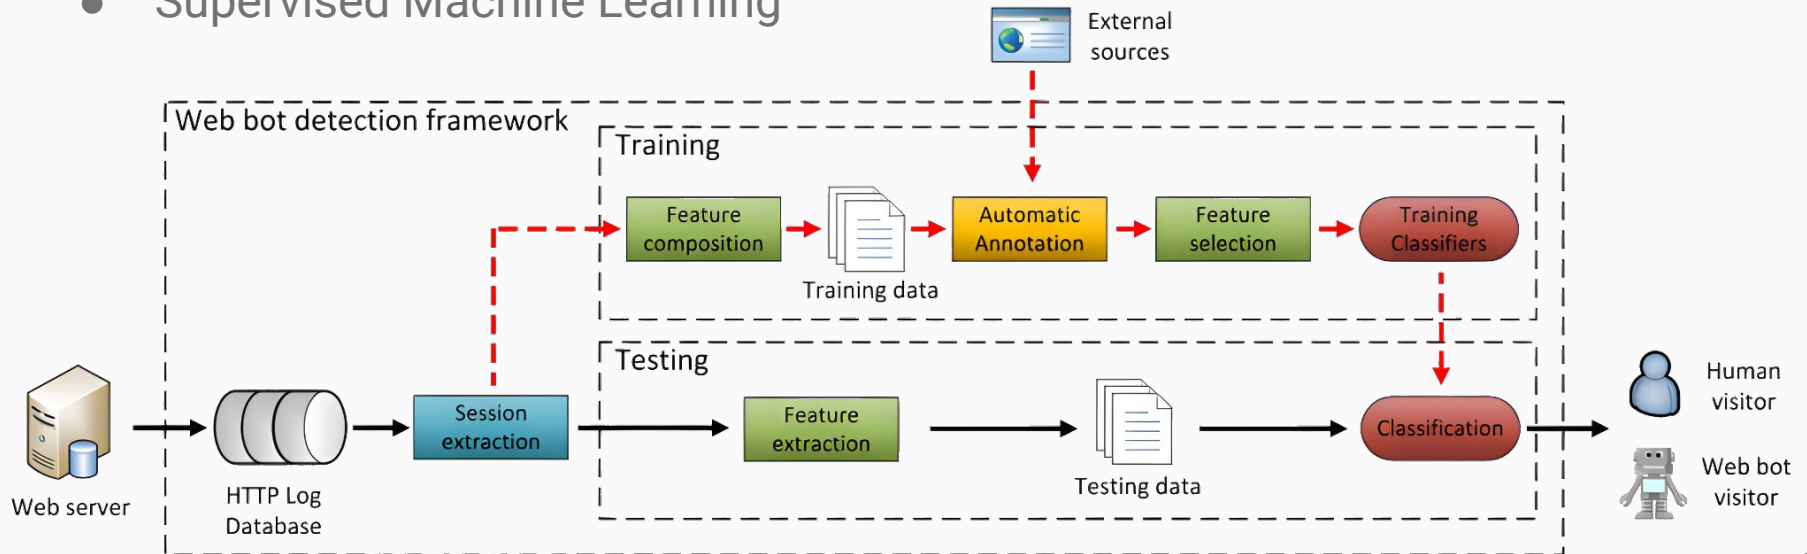 ● Supervised Machine Learning
External
sources
Web bot detection framework
Training
Feature
composition
Training data
Automatic
Annotation
Feature
selection
Training
Classifiers
Testing
Web server
HTTP Log
Database
Session
extraction
Feature
extraction
Testing data
Classification
Human
visitor
Web bot
visitor